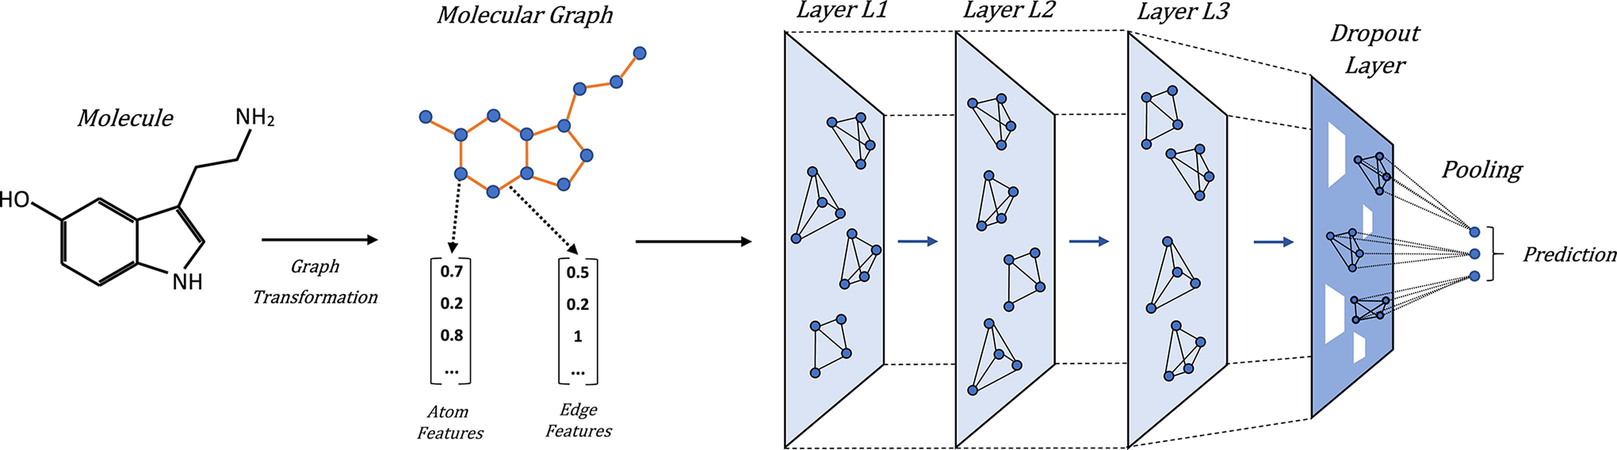 Molecule
HO
NH₂
NH
Graph
Transformation
Molecular Graph
0.7
0.2
0.8
...
Atom
Features
0.5
0.2
1
...
Edge
Features
Layer L1
Layer L2
Layer L3
Dropout
Layer
Pooling
Prediction